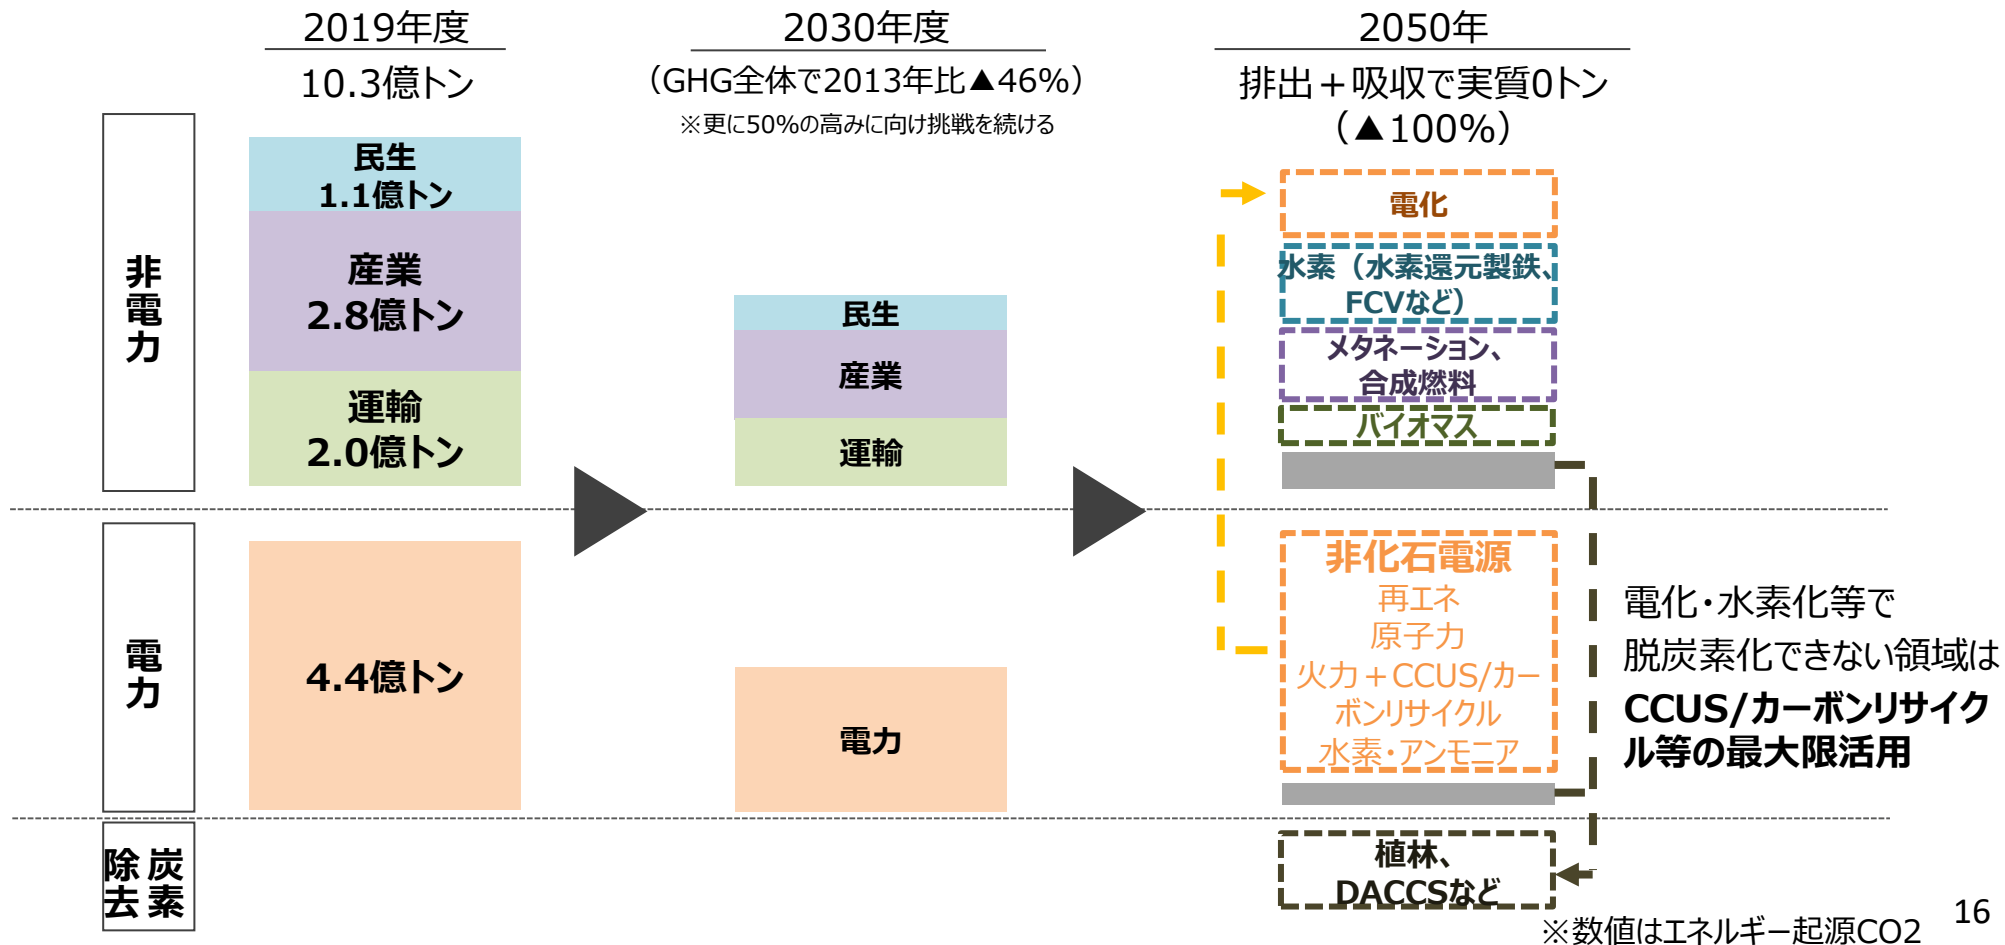 2019年度
10.3億トン
2030年度
（GHG全体で2013年比▲46%）
※更に50%の高みに向け挑戦を続ける
2050年
排出＋吸収で実質0トン
（▲100%）
非電力
民生
1.1億トン
産業
2.8億トン
運輸
2.0億トン
民生
産業
運輸
電化
水素（水素還元製鉄、
FCVなど）
メタネーション、
合成燃料
バイオマス
電力
4.4億トン
電力
非化石電源
再エネ
原子力
火力＋CCUS/カー
ボンリサイクル
水素・アンモニア
電化・水素化等で
脱炭素化できない領域は
CCUS/カーボンリサイク
ル等の最大限活用
炭素
除去
植林、
DACCSなど
※数値はエネルギー起源CO2
16